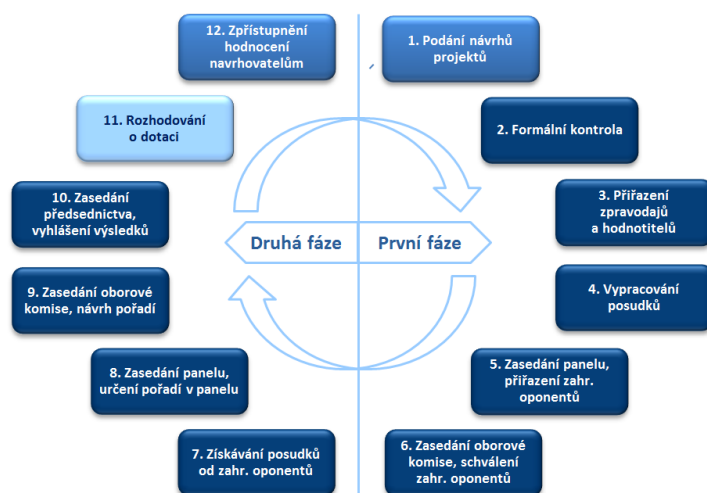 12. Zpřístupnění
hodnocení
navrhovatelům
1. Podání návrhů
projektů
11. Rozhodování
o dotaci
2. Formální kontrola
10. Zasedání
předsednictva,
vyhlášení výsledků
3. Přiřazení
zpravodajů
a hodnotitelů
Druhá fáze
První fáze
9. Zasedání oborové
komise, návrh pořadí
4. Vypracování
posudků
8. Zasedání panelu,
určení pořadí v panelu
5. Zasedání panelu,
přiřazení zahr.
oponentů
7. Získávání posudků
od zahr. oponentů
6. Zasedání oborové
komise, schválení
zahr. oponentů